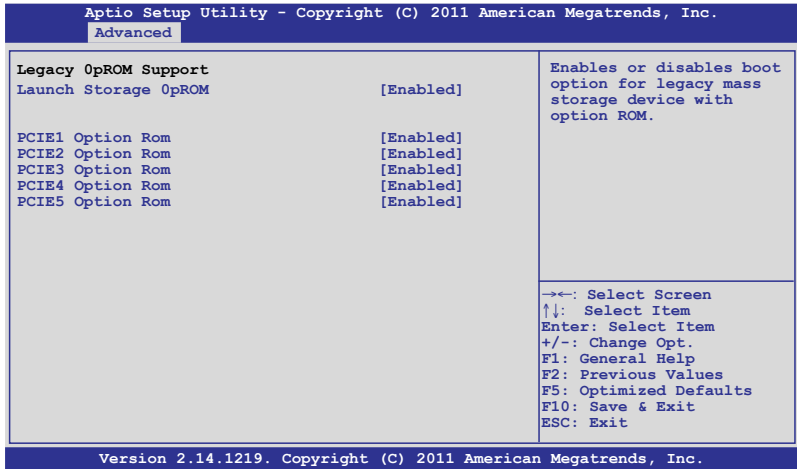 Aptio Setup Utility - Copyright (C) 2011 American Megatrends, Inc.
Advanced
Legacy 0pROM Support
Launch Storage 0pROM [Enabled]
PCIE1 Option Rom [Enabled]
PCIE2 Option Rom [Enabled]
PCIE3 Option Rom [Enabled]
PCIE4 Option Rom [Enabled]
PCIE5 Option Rom [Enabled]
Enables or disables boot
option for legacy mass
storage device with
option ROM.
→←: Select Screen
↑↓: Select Item
Enter: Select Item
+/-: Change Opt.
F1: General Help
F2: Previous Values
F5: Optimized Defaults
F10: Save & Exit
ESC: Exit
Version 2.14.1219. Copyright (C) 2011 American Megatrends, Inc.